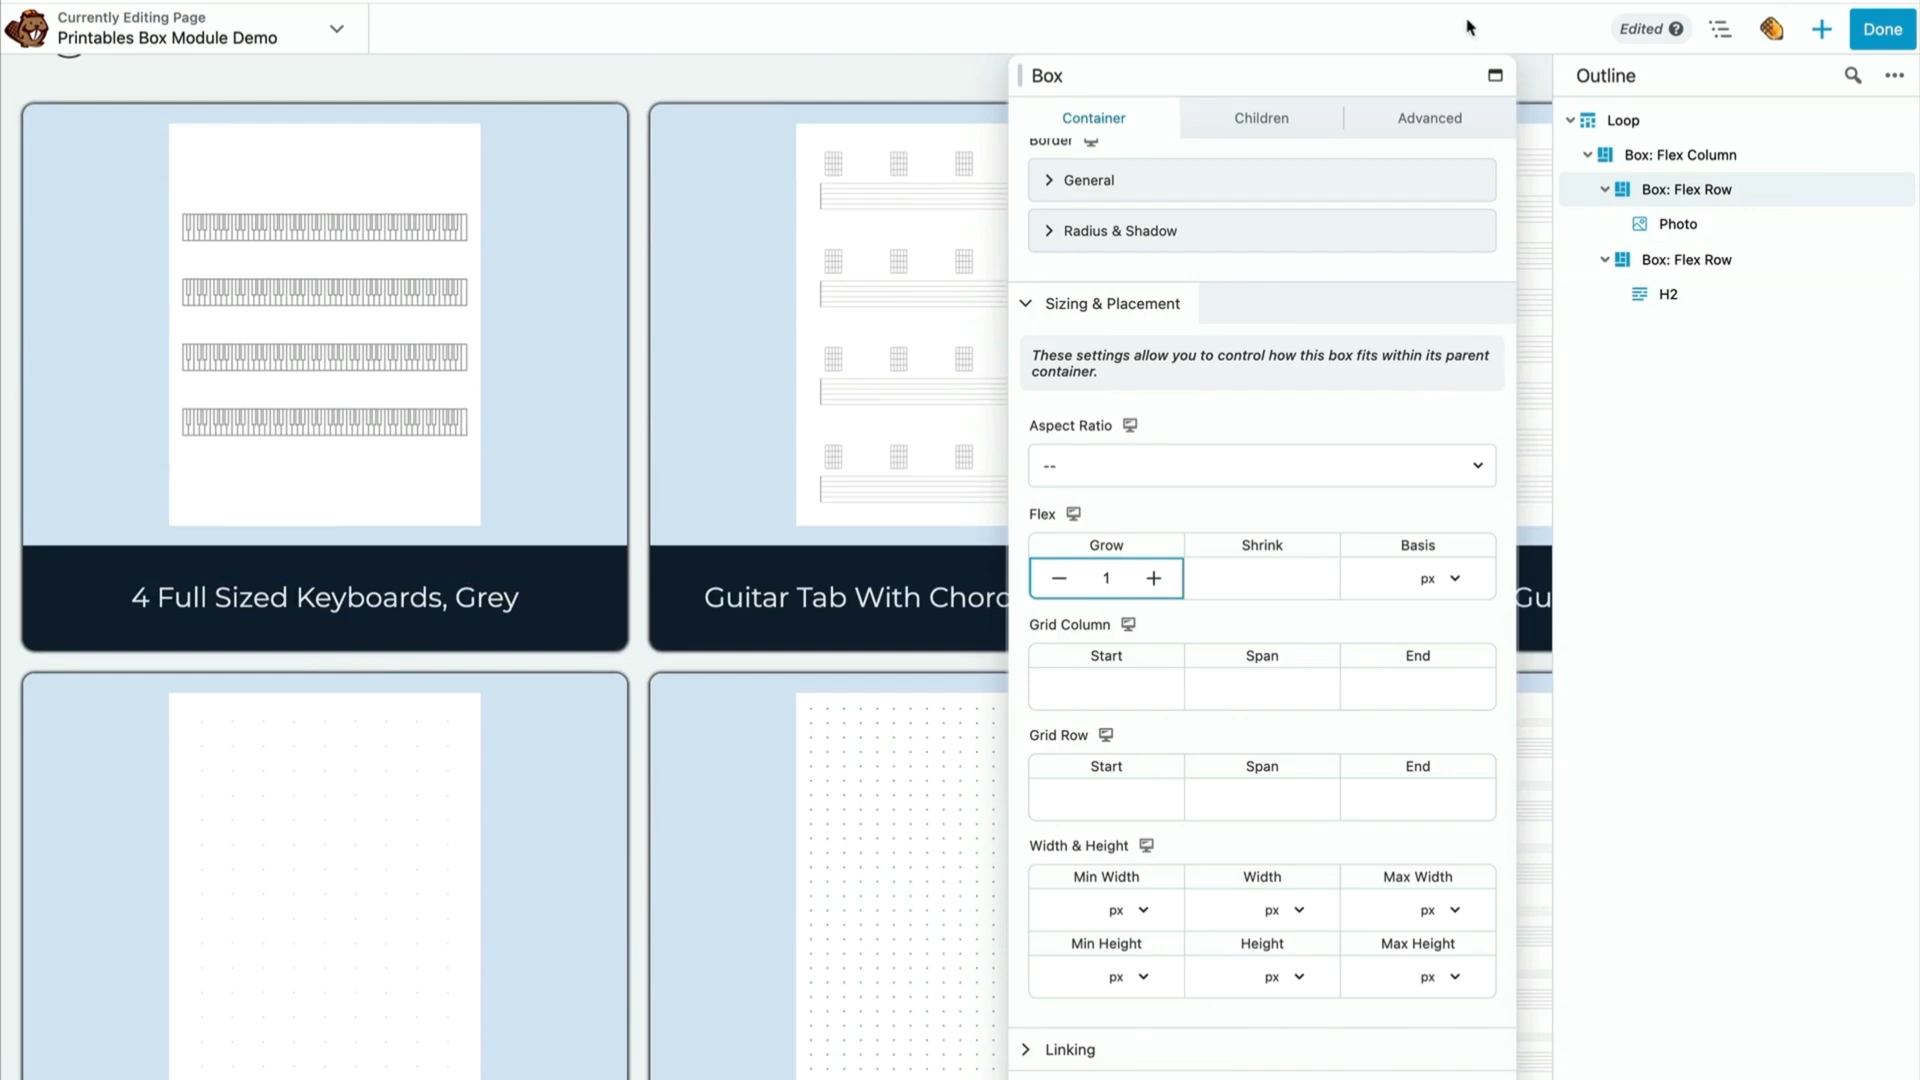 Currently Editing Page
Printables Box Module Demo
Edited
Done
4 Full Sized Keyboards, Grey
Guitar Tab With Chord
Gu
Box
Container
Children
Advanced
Border
General
Radius & Shadow
Sizing & Placement
These settings allow you to control how this box fits within its parent
container.
Aspect Ratio
--
Flex
Grow
Shrink
Basis
1
px
Grid Column
Start
Span
End
Grid Row
Start
Span
End
Width & Height
Min Width
Width
Max Width
px
px
px
Min Height
Height
Max Height
px
px
px
Linking
Outline
Loop
Box: Flex Column
Box: Flex Row
Photo
Box: Flex Row
H2